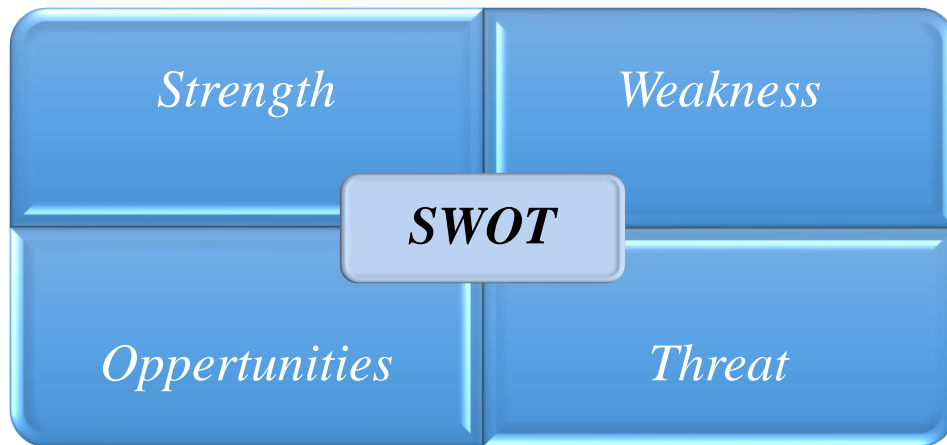 Strength
Weakness
SWOT
Oppertunities
Threat